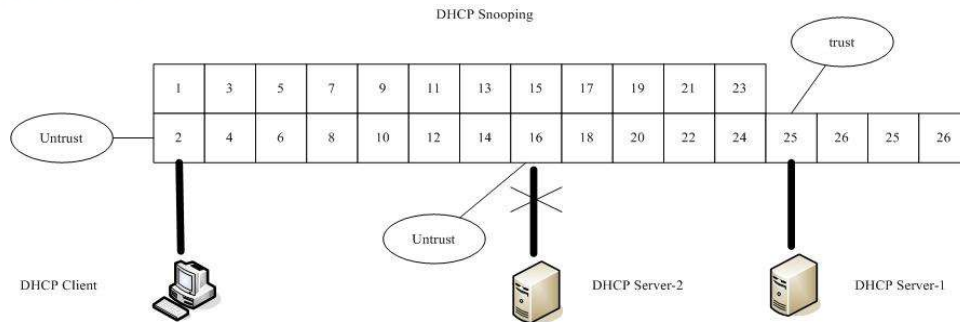 DHCP Snooping
trust
1 3 5 7 9 11 13 15 17 19 21 23
Untrust
2 4 6 8 10 12 14 16 18 20 22 24 25 26 25 26
Untrust
DHCP Client
DHCP Server-2
DHCP Server-1